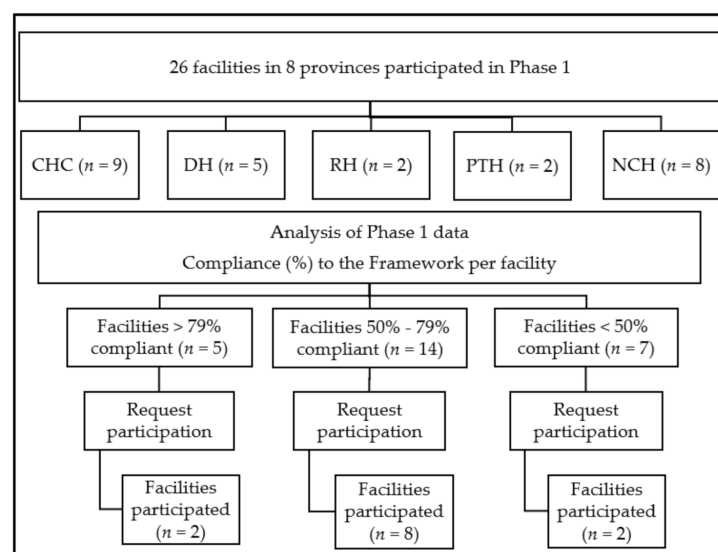 26 facilities in 8 provinces participated in Phase 1
CHC (n = 9)
DH (n = 5)
RH (n = 2)
PTH (n = 2)
NCH (n = 8)
Analysis of Phase 1 data
Compliance (%) to the Framework per facility
Facilities > 79%
compliant (n = 5)
Facilities 50% - 79%
compliant (n = 14)
Facilities < 50%
compliant (n = 7)
Request
participation
Request
participation
Request
participation
Facilities
participated
(n = 2)
Facilities
participated
(n = 8)
Facilities
participated
(n = 2)